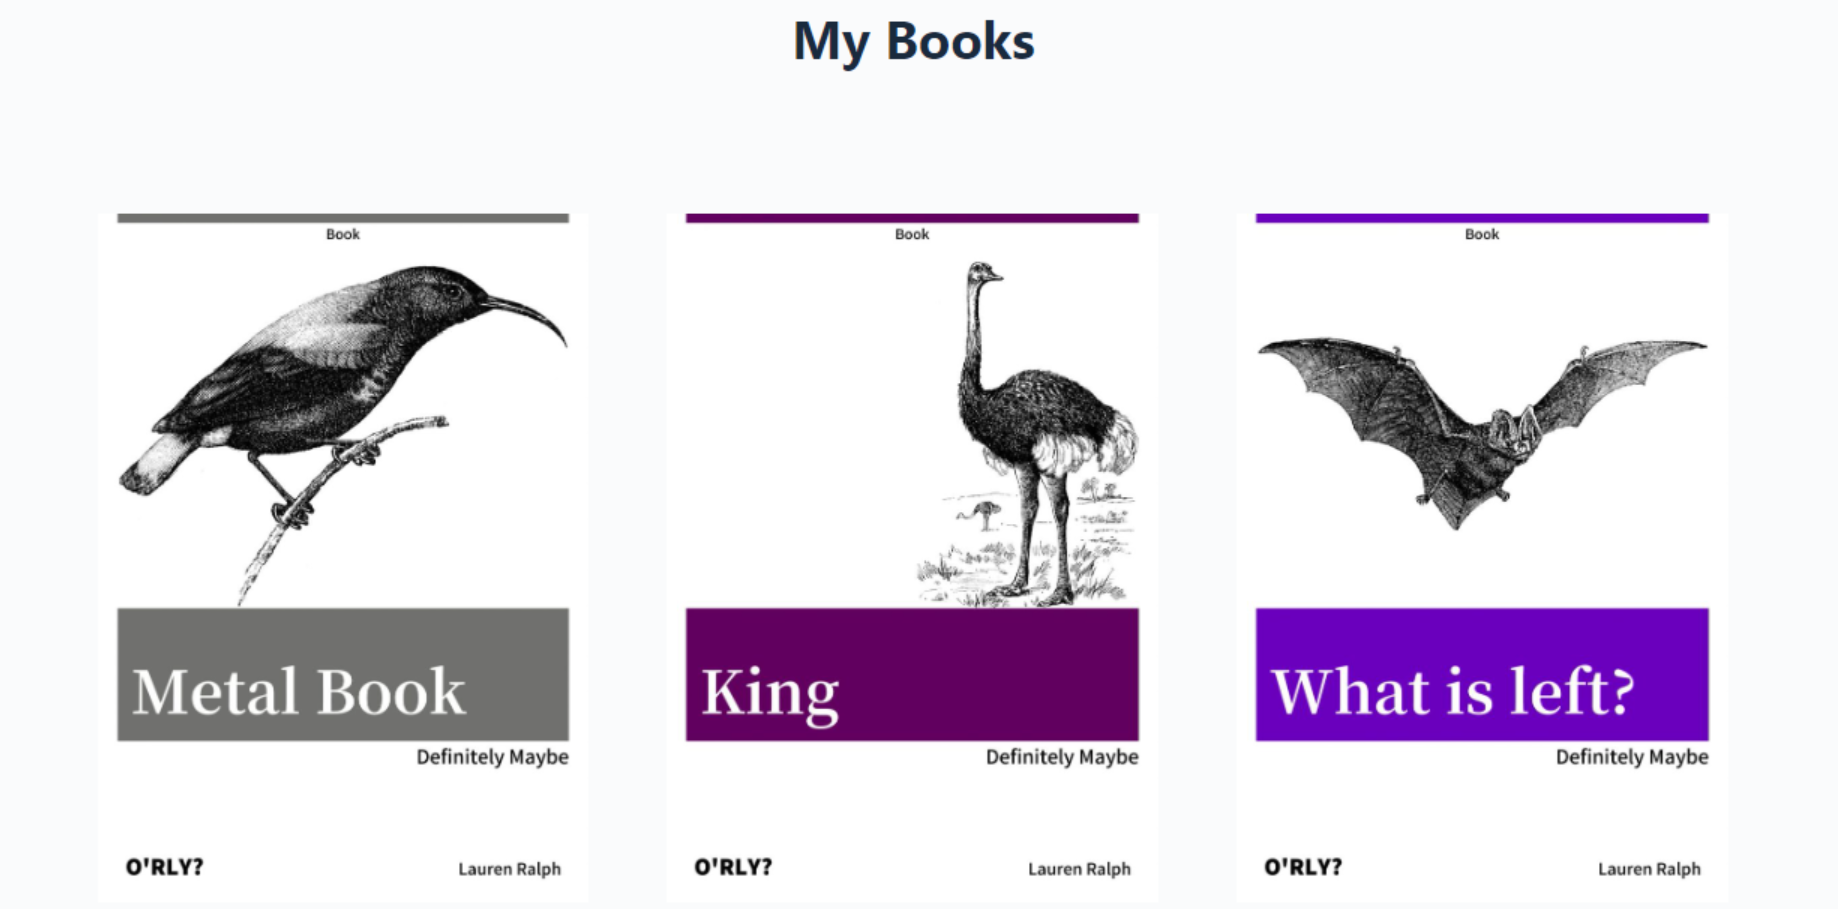 My Books
Book
Metal Book
Definitely Maybe
O'RLY?
Lauren Ralph
Book
King
Definitely Maybe
O'RLY?
Lauren Ralph
Book
What is left?
Definitely Maybe
O'RLY?
Lauren Ralph